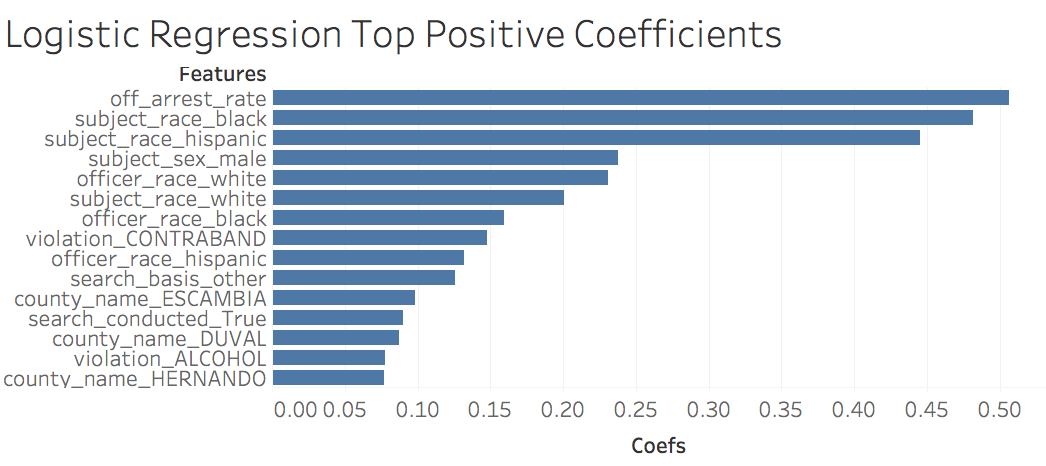 Logistic Regression Top Positive Coefficients
Features
off_arrest_rate
subject_race_black
subject_race_hispanic
subject_sex_male
officer_race_white
subject_race_white
officer_race_black
violation_CONTRABAND
officer_race_hispanic
search_basis_other
county_name_ESCAMBIA
search_conducted_True
county_name_DUVAL
violation_ALCOHOL
county_name_HERNANDO
0.00 0.05 0.10 0.15 0.20 0.25 0.30 0.35 0.40 0.45 0.50
Coefs